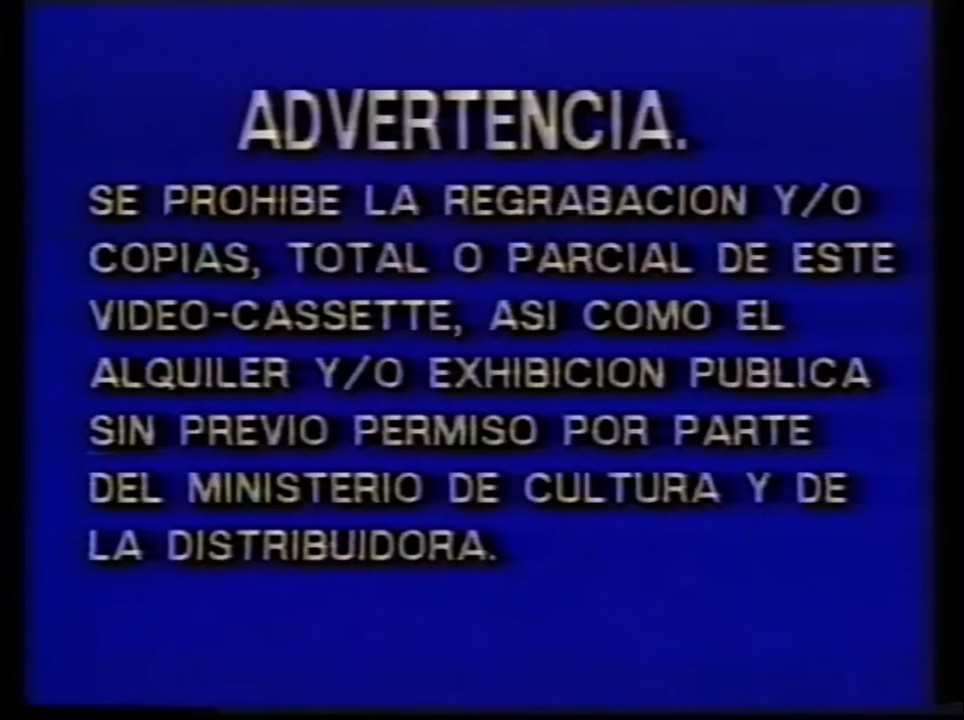 ADVERTENCIA.
SE PROHIBE LA REGRABACION Y/O
COPIAS, TOTAL O PARCIAL DE ESTE
VIDEO-CASSETTE, ASI COMO EL
ALQUILER Y/O EXHIBICION PUBLICA
SIN PREVIO PERMISO POR PARTE
DEL MINISTERIO DE CULTURA Y DE
LA DISTRIBUIDORA.